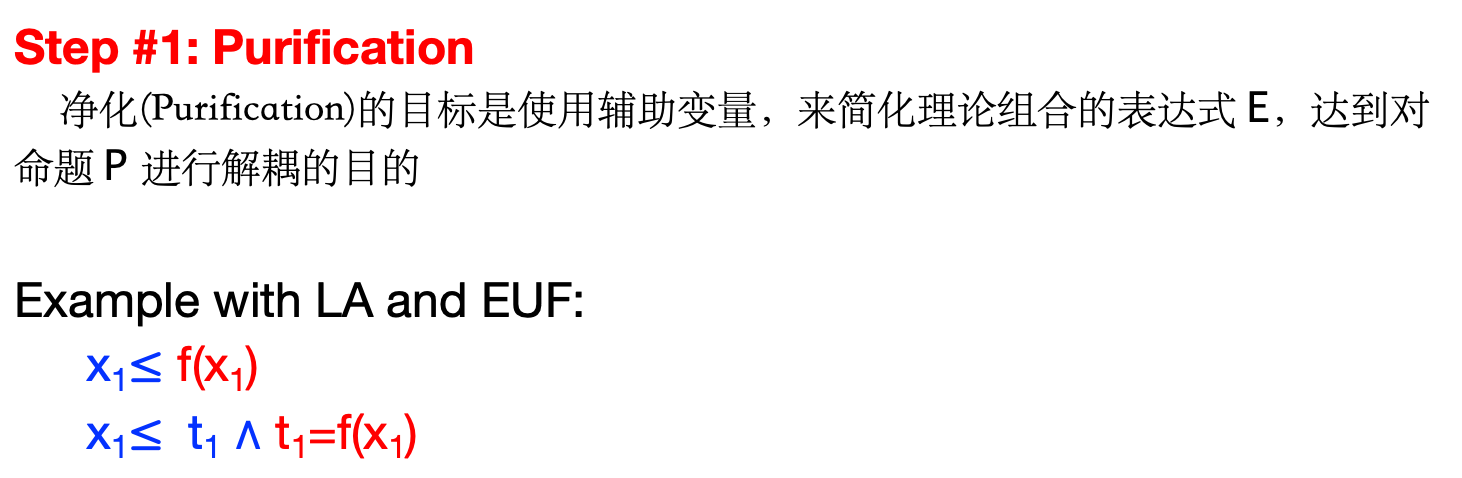 Step #1: Purification
净化(Purification)的目标是使用辅助变量，来简化理论组合的表达式 E，达到对
命题 P 进行解耦的目的
Example with LA and EUF:
x₁≤ f(x₁)
x₁≤ t₁ ∧ t₁=f(x₁)